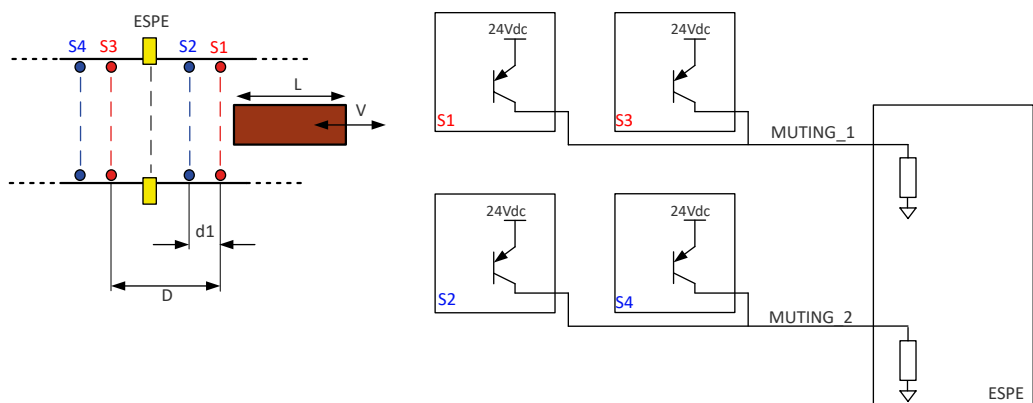 ESPE
S4
S3
S2
S1
L
V
d1
D
24Vdc
S1
24Vdc
S3
MUTING_1
24Vdc
S2
24Vdc
S4
MUTING_2
ESPE